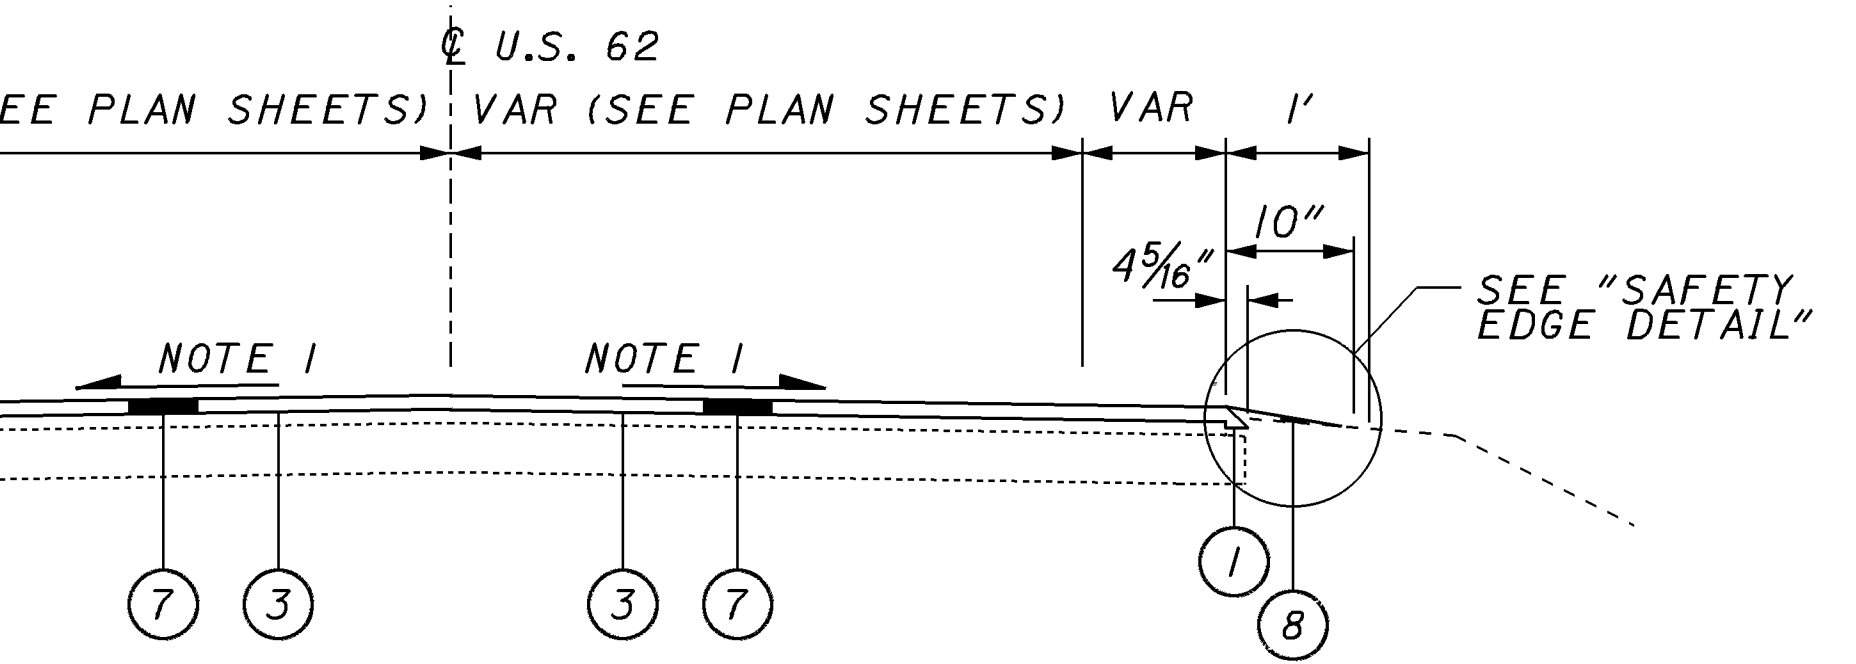 ℄ U.S. 62
EE PLAN SHEETS) VAR (SEE PLAN SHEETS) VAR 1'
10"
4 5/16"
SEE "SAFETY
EDGE DETAIL"
NOTE 1 NOTE 1
1
7 3 3 7
8